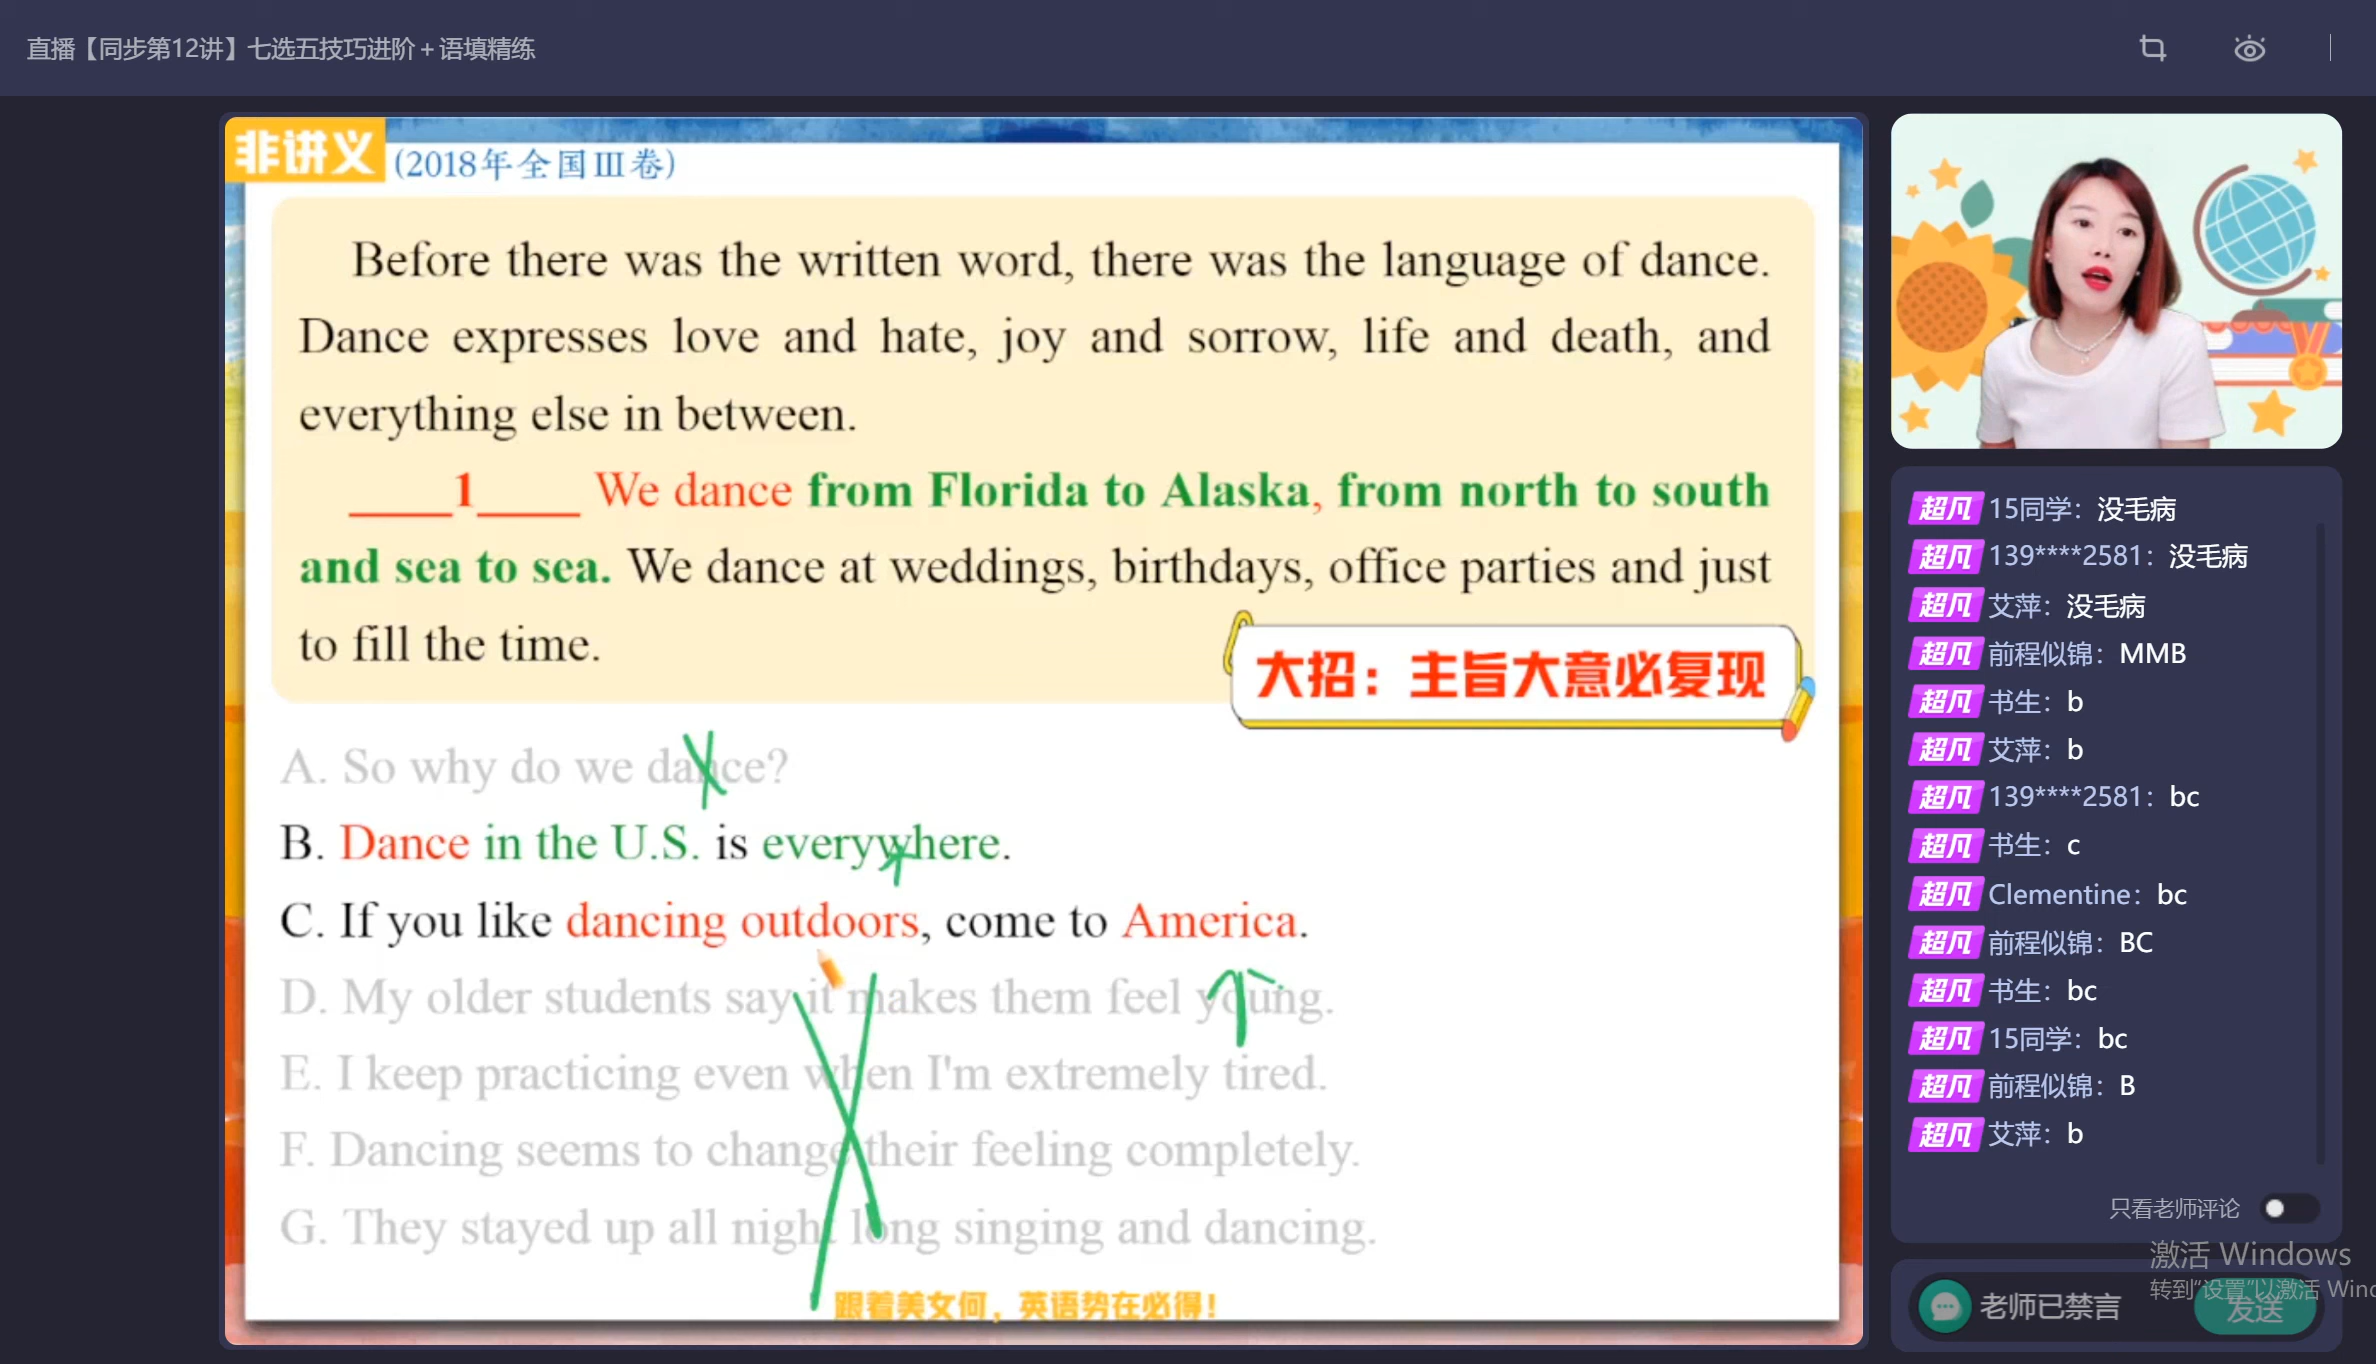 直播【同步第12讲】七选五技巧进阶＋语填精练
非讲义 (2018年全国Ⅲ卷)
Before there was the written word, there was the language of dance.
Dance expresses love and hate, joy and sorrow, life and death, and
everything else in between.
____1____ We dance from Florida to Alaska, from north to south
and sea to sea. We dance at weddings, birthdays, office parties and just
to fill the time.
大招：主旨大意必复现
A. So why do we dance?
B. Dance in the U.S. is everywhere.
C. If you like dancing outdoors, come to America.
D. My older students say it makes them feel young.
E. I keep practicing even when I'm extremely tired.
F. Dancing seems to change their feeling completely.
G. They stayed up all night long singing and dancing.
跟着美女何，英语势在必得！
超凡 15同学：没毛病
超凡 139****2581：没毛病
超凡 艾萍：没毛病
超凡 前程似锦：MMB
超凡 书生：b
超凡 艾萍：b
超凡 139****2581：bc
超凡 书生：c
超凡 Clementine：bc
超凡 前程似锦：BC
超凡 书生：bc
超凡 15同学：bc
超凡 前程似锦：B
超凡 艾萍：b
只看老师评论
激活 Windows
转到"设置"以激活 Winc
老师已禁言
发送